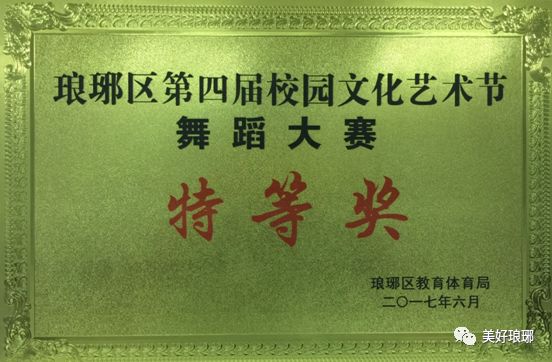 琅琊区第四届校园文化艺术节
舞蹈大赛
特等奖
琅琊区教育体育局
二〇一七年六月
美好琅琊